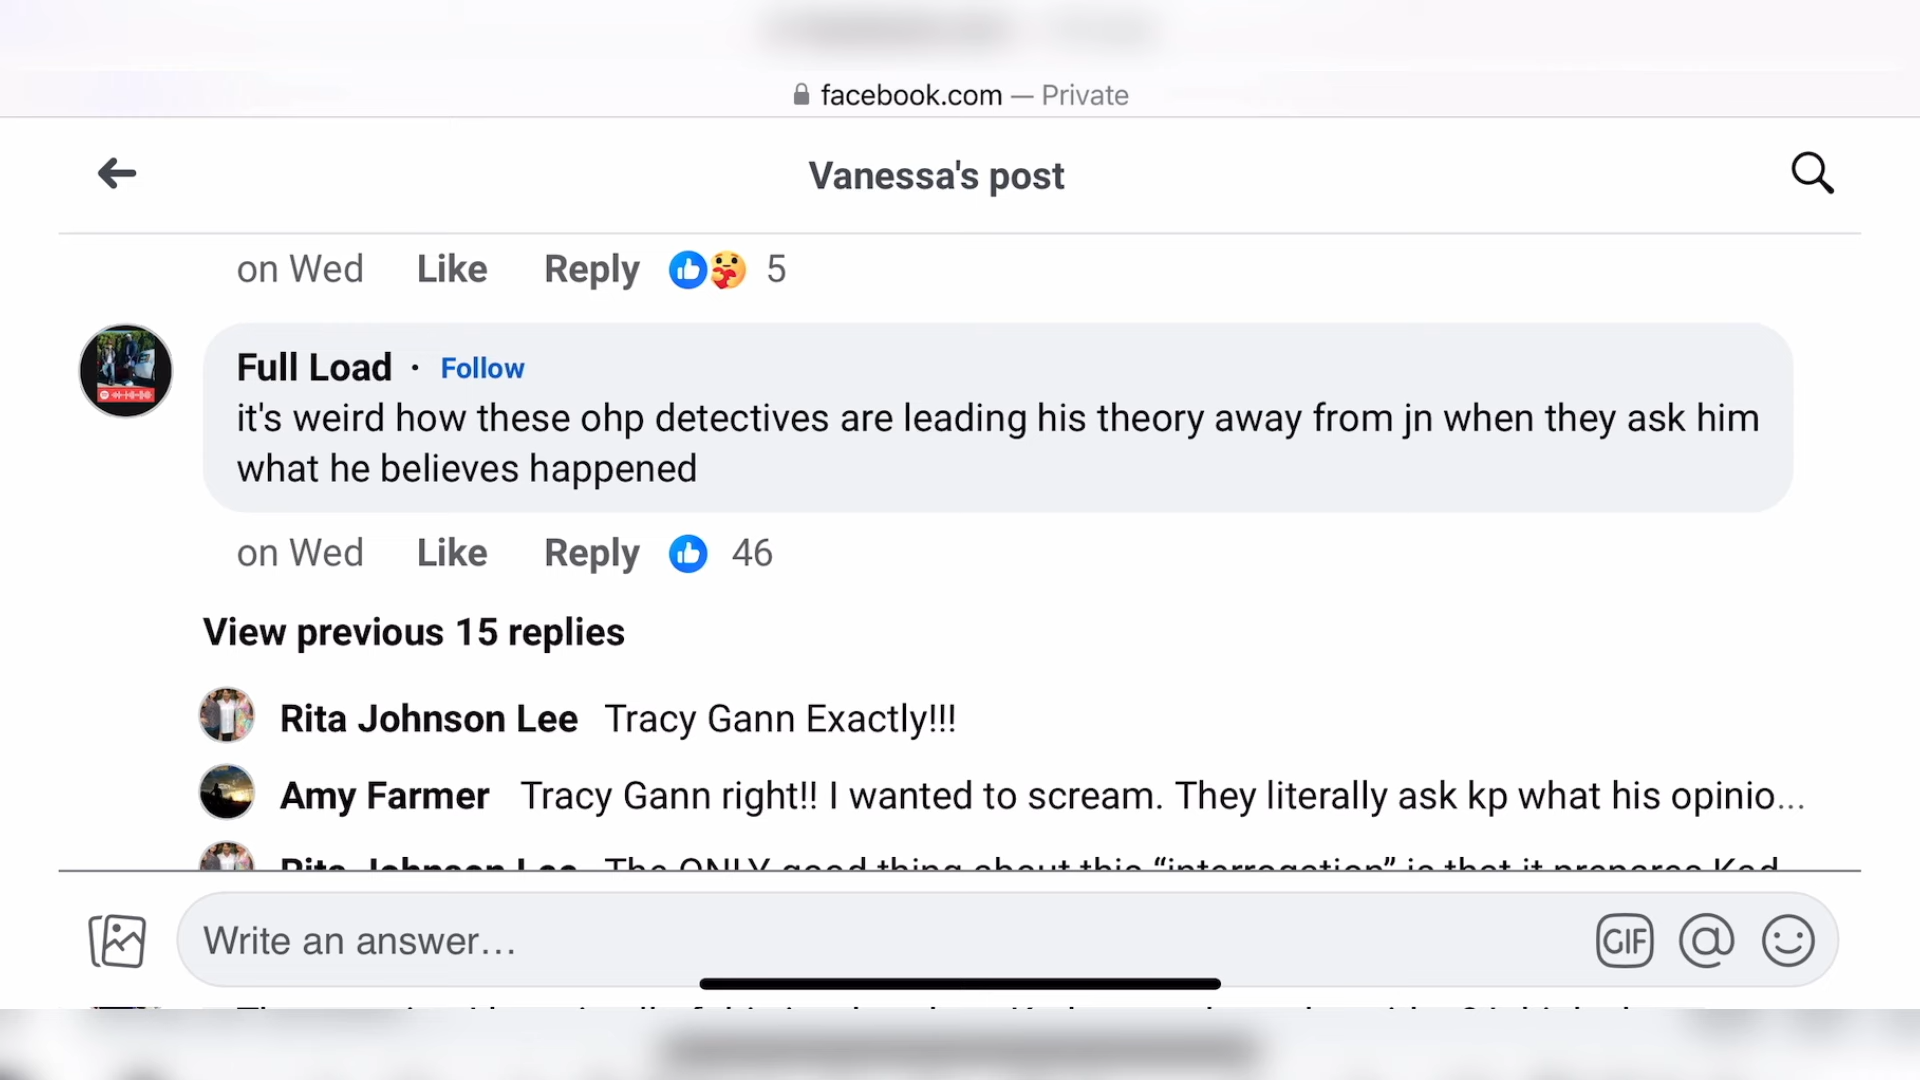 facebook.com — Private
Vanessa's post
on Wed Like Reply 5
Full Load · Follow
it's weird how these ohp detectives are leading his theory away from jn when they ask him
what he believes happened
on Wed Like Reply 46
View previous 15 replies
Rita Johnson Lee Tracy Gann Exactly!!!
Amy Farmer Tracy Gann right!! I wanted to scream. They literally ask kp what his opinio...
Rita Johnson Lee The ONLY good thing about this “interrogation” is that it prepares Kad
Write an answer…
GIF